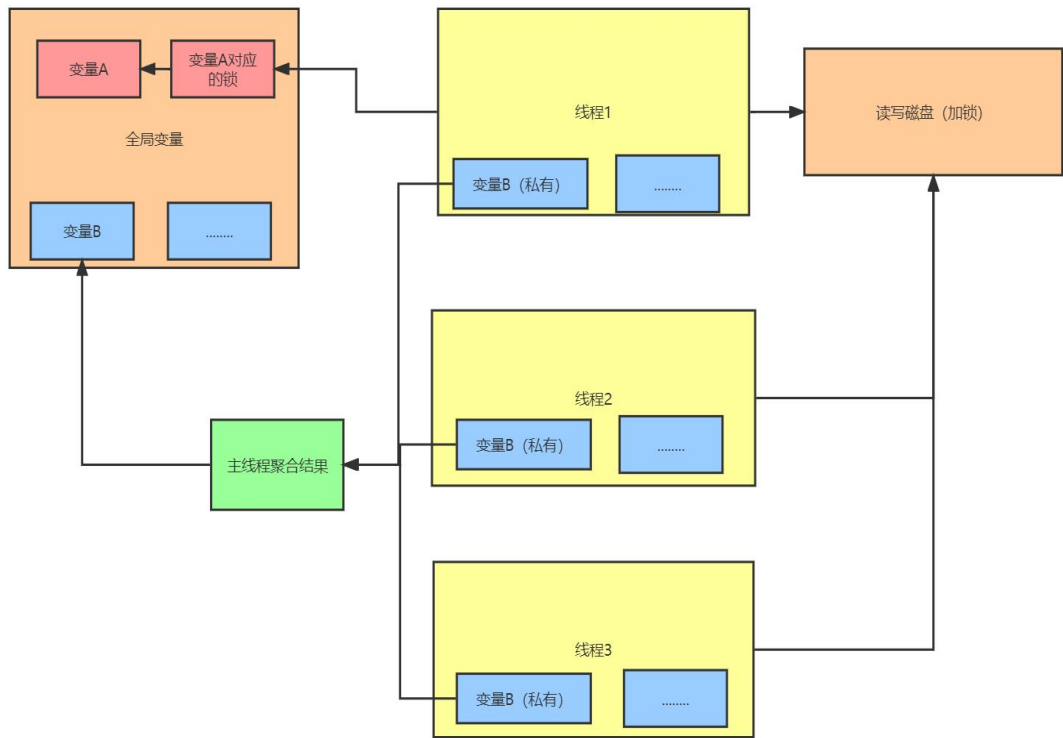 变量A
变量A对应
的锁
全局变量
变量B
........
线程1
变量B（私有）
........
读写磁盘（加锁）
线程2
变量B（私有）
........
主线程聚合结果
线程3
变量B（私有）
........